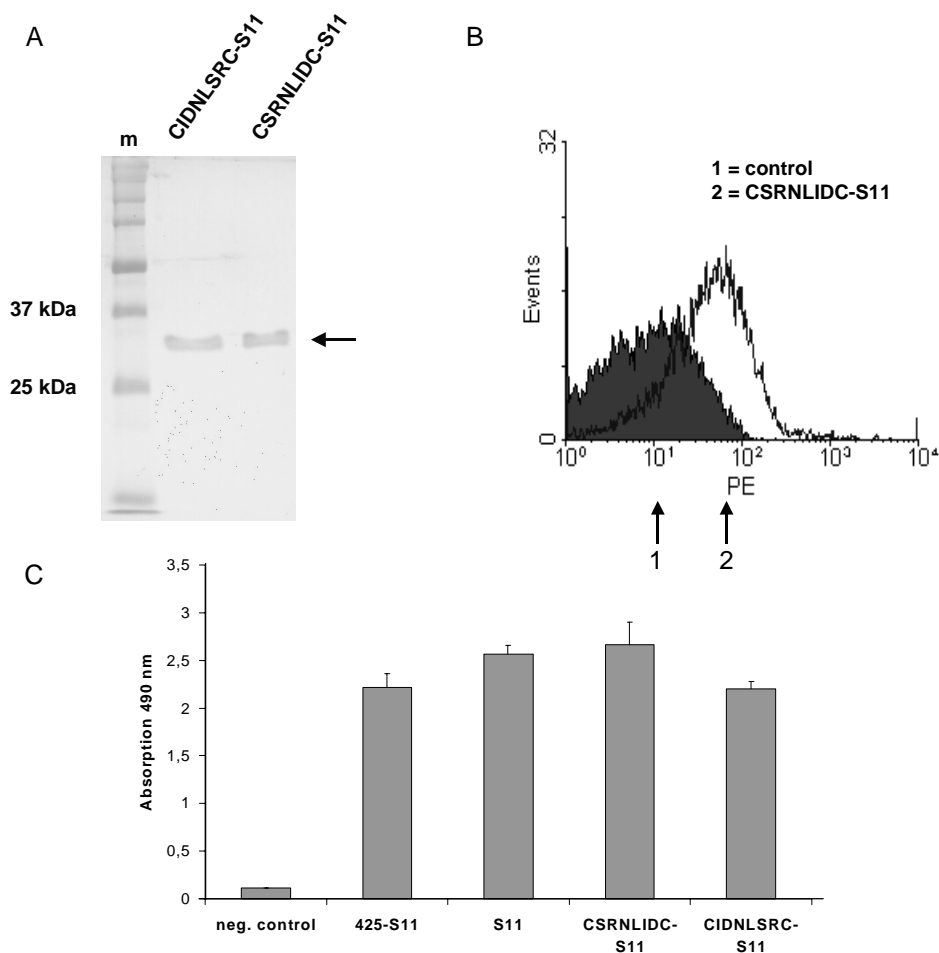 A
CIDNLSRC-S11
CSRNLIDC-S11
m
37 kDa
25 kDa
B
32
1 = control
2 = CSRNLIDC-S11
Events
0
10⁰ 10¹ 10² 10³ 10⁴
PE
1 2
C
3,5
3
2,5
2
1,5
1
0,5
0
Absorption 490 nm
neg. control 425-S11 S11 CSRNLIDC- CIDNLSRC-
S11 S11